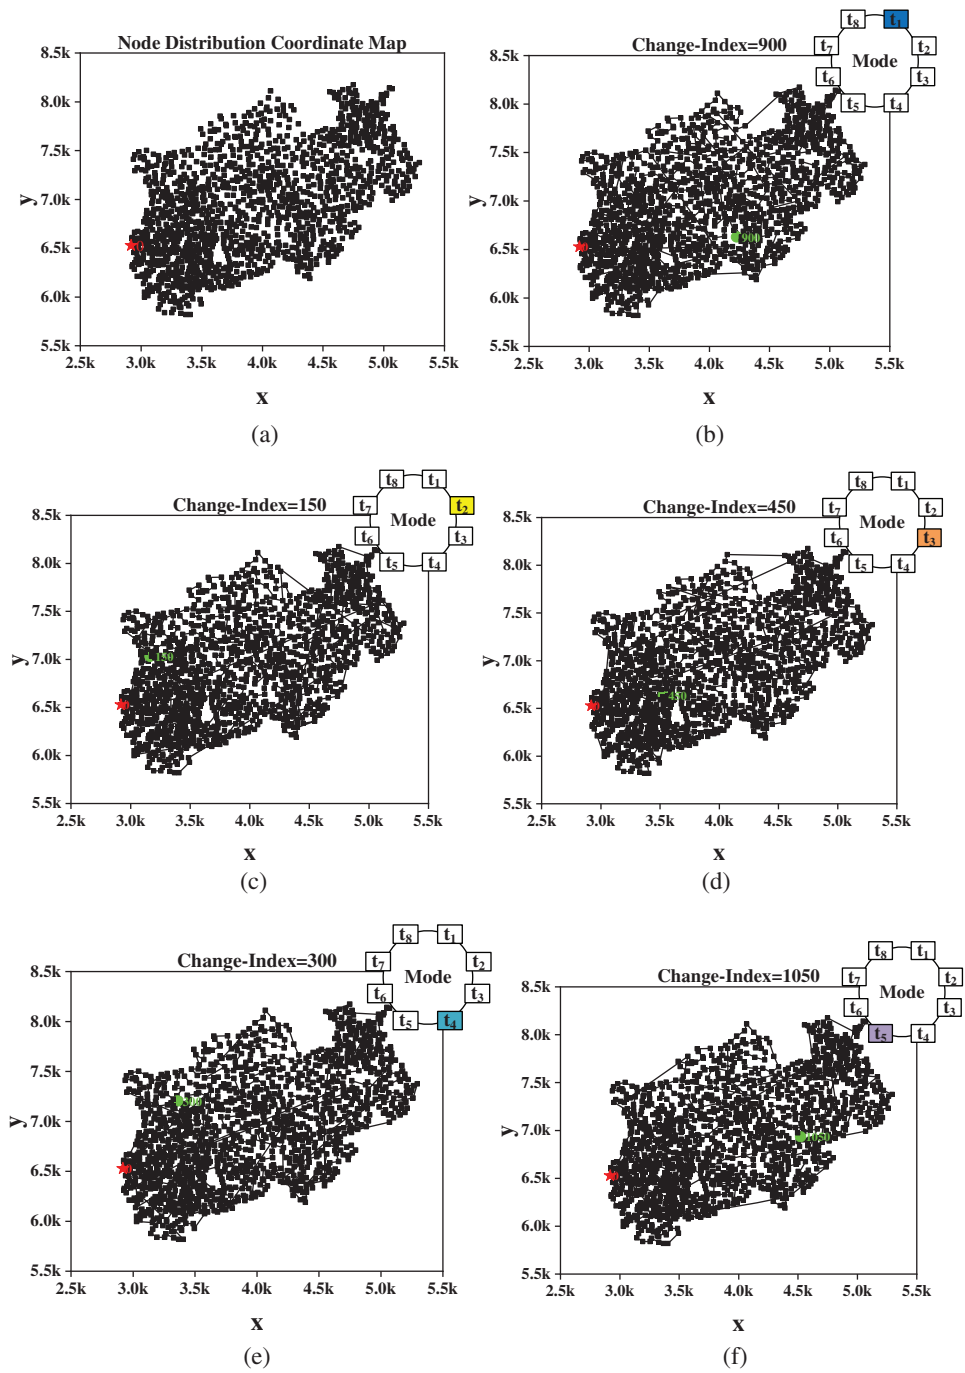 Node Distribution Coordinate Map
8.5k
8.0k
7.5k
7.0k
6.5k
6.0k
5.5k
y
0
2.5k 3.0k 3.5k 4.0k 4.5k 5.0k 5.5k
x
(a)
Change-Index=900
t8 t1
t7 t2
Mode
t6 t3
t5 t4
8.5k
8.0k
7.5k
7.0k
6.5k
6.0k
5.5k
y
0
900
2.5k 3.0k 3.5k 4.0k 4.5k 5.0k 5.5k
x
(b)
Change-Index=150
t8 t1
t7 t2
Mode
t6 t3
t5 t4
8.5k
8.0k
7.5k
7.0k
6.5k
6.0k
5.5k
y
150
0
2.5k 3.0k 3.5k 4.0k 4.5k 5.0k 5.5k
x
(c)
Change-Index=450
t8 t1
t7 t2
Mode
t6 t3
t5 t4
8.5k
8.0k
7.5k
7.0k
6.5k
6.0k
5.5k
y
450
0
2.5k 3.0k 3.5k 4.0k 4.5k 5.0k 5.5k
x
(d)
Change-Index=300
t8 t1
t7 t2
Mode
t6 t3
t5 t4
8.5k
8.0k
7.5k
7.0k
6.5k
6.0k
5.5k
y
300
0
2.5k 3.0k 3.5k 4.0k 4.5k 5.0k 5.5k
x
(e)
Change-Index=1050
t8 t1
t7 t2
Mode
t6 t3
t5 t4
8.5k
8.0k
7.5k
7.0k
6.5k
6.0k
5.5k
y
1050
0
2.5k 3.0k 3.5k 4.0k 4.5k 5.0k 5.5k
x
(f)